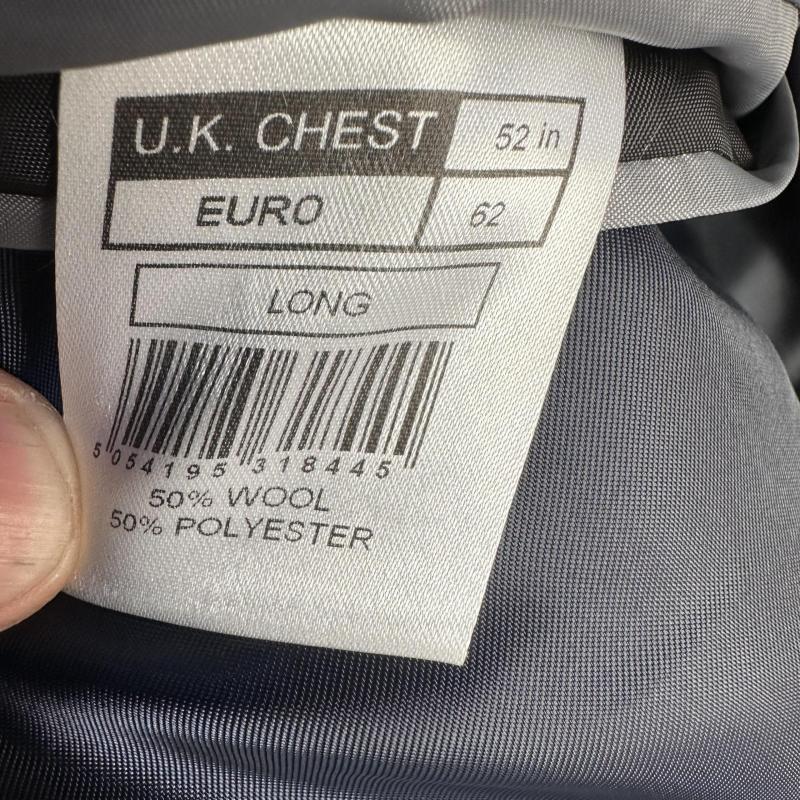 U.K. CHEST 52 in
EURO 62
LONG
5 054195 318445
50% WOOL
50% POLYESTER